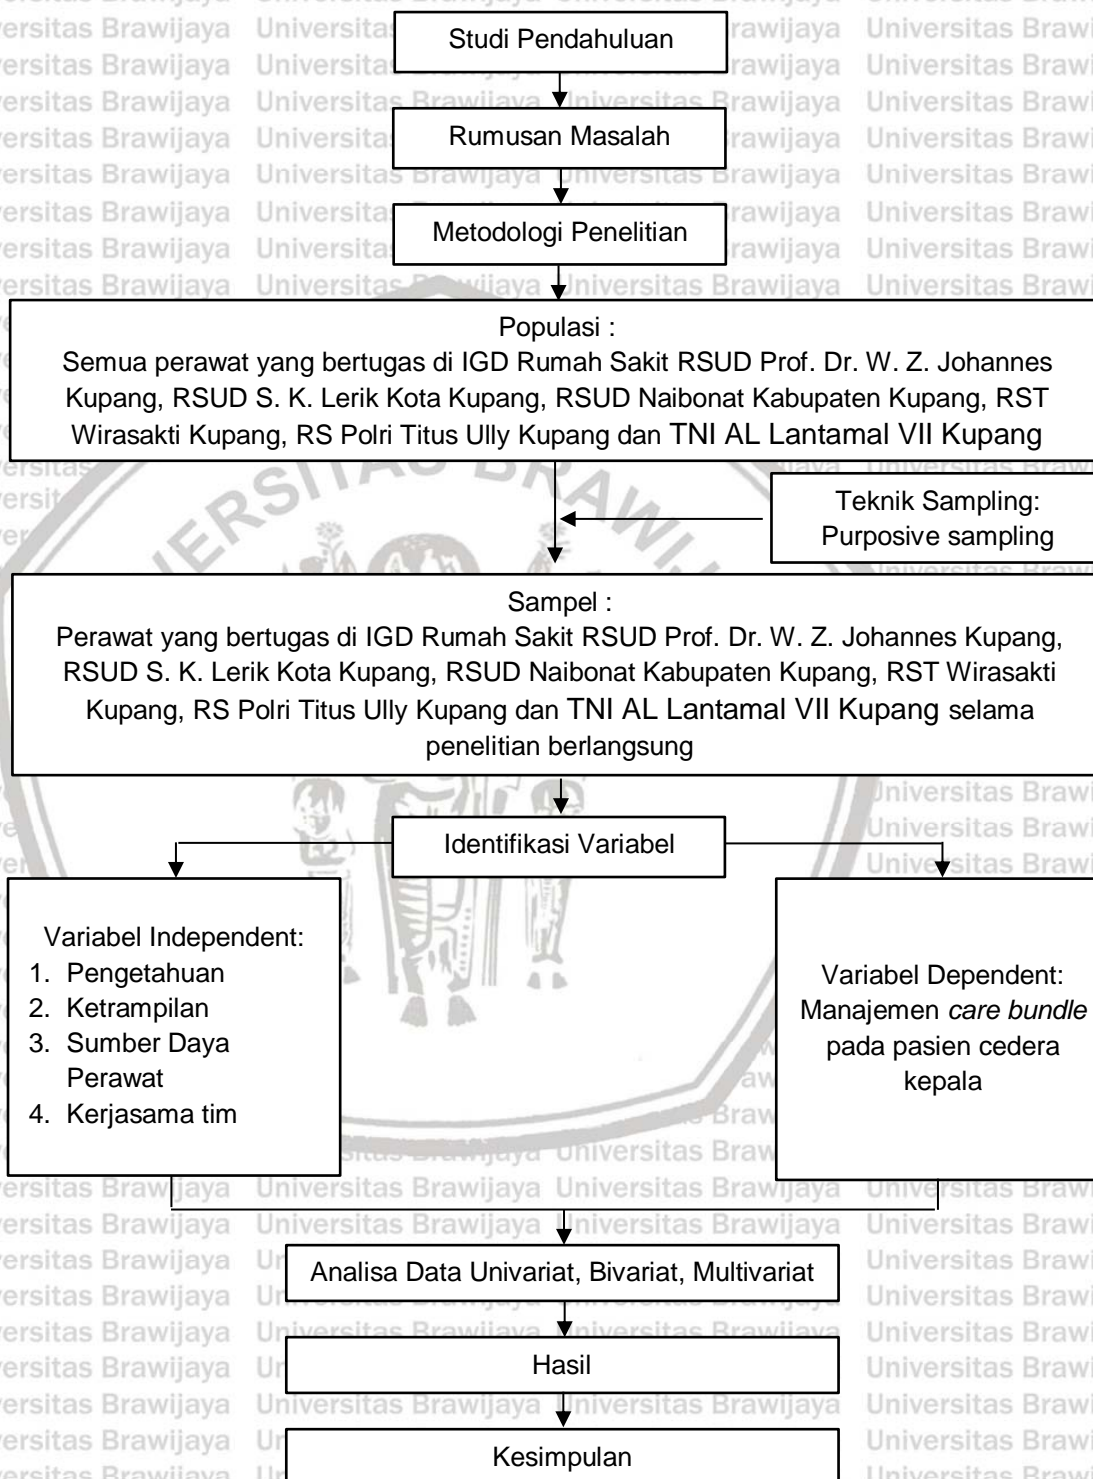 Studi Pendahuluan
Rumusan Masalah
Metodologi Penelitian
Populasi :
Semua perawat yang bertugas di IGD Rumah Sakit RSUD Prof. Dr. W. Z. Johannes
Kupang, RSUD S. K. Lerik Kota Kupang, RSUD Naibonat Kabupaten Kupang, RST
Wirasakti Kupang, RS Polri Titus Ully Kupang dan TNI AL Lantamal VII Kupang
Teknik Sampling:
Purposive sampling
Sampel :
Perawat yang bertugas di IGD Rumah Sakit RSUD Prof. Dr. W. Z. Johannes Kupang,
RSUD S. K. Lerik Kota Kupang, RSUD Naibonat Kabupaten Kupang, RST Wirasakti
Kupang, RS Polri Titus Ully Kupang dan TNI AL Lantamal VII Kupang selama
penelitian berlangsung
Identifikasi Variabel
Variabel Independent:
1. Pengetahuan
2. Ketrampilan
3. Sumber Daya
Perawat
4. Kerjasama tim
Variabel Dependent:
Manajemen care bundle
pada pasien cedera
kepala
Analisa Data Univariat, Bivariat, Multivariat
Hasil
Kesimpulan